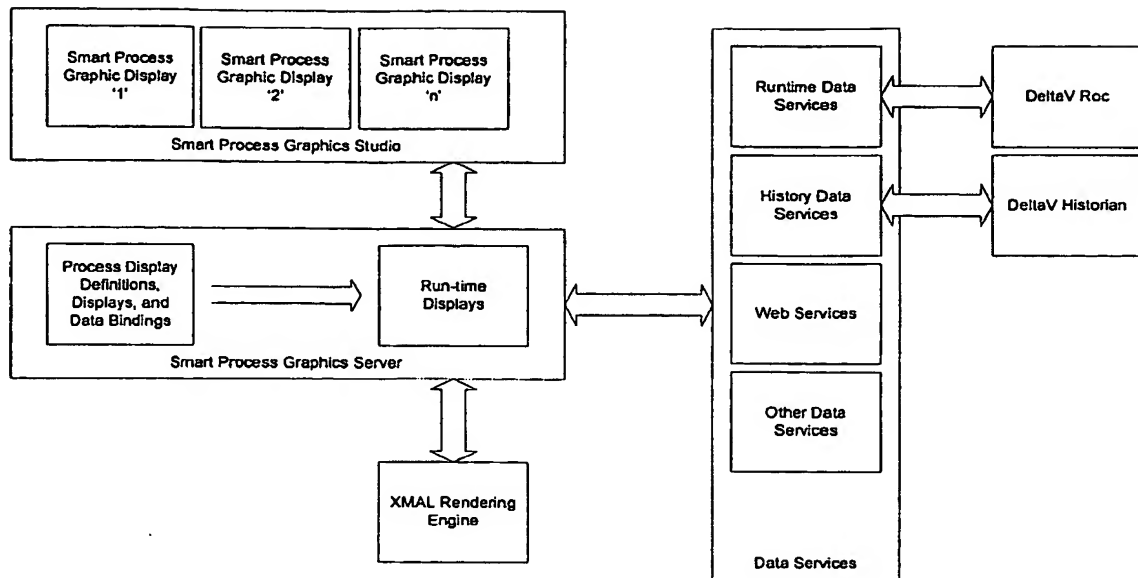 Smart Process
Graphic Display
'1'
Smart Process
Graphic Display
'2'
Smart Process
Graphic Display
'n'
Smart Process Graphics Studio
Process Display
Definitions,
Displays, and
Data Bindings
Run-time
Displays
Smart Process Graphics Server
XMAL Rendering
Engine
Runtime Data
Services
History Data
Services
Web Services
Other Data
Services
Data Services
DeltaV Roc
DeltaV Historian